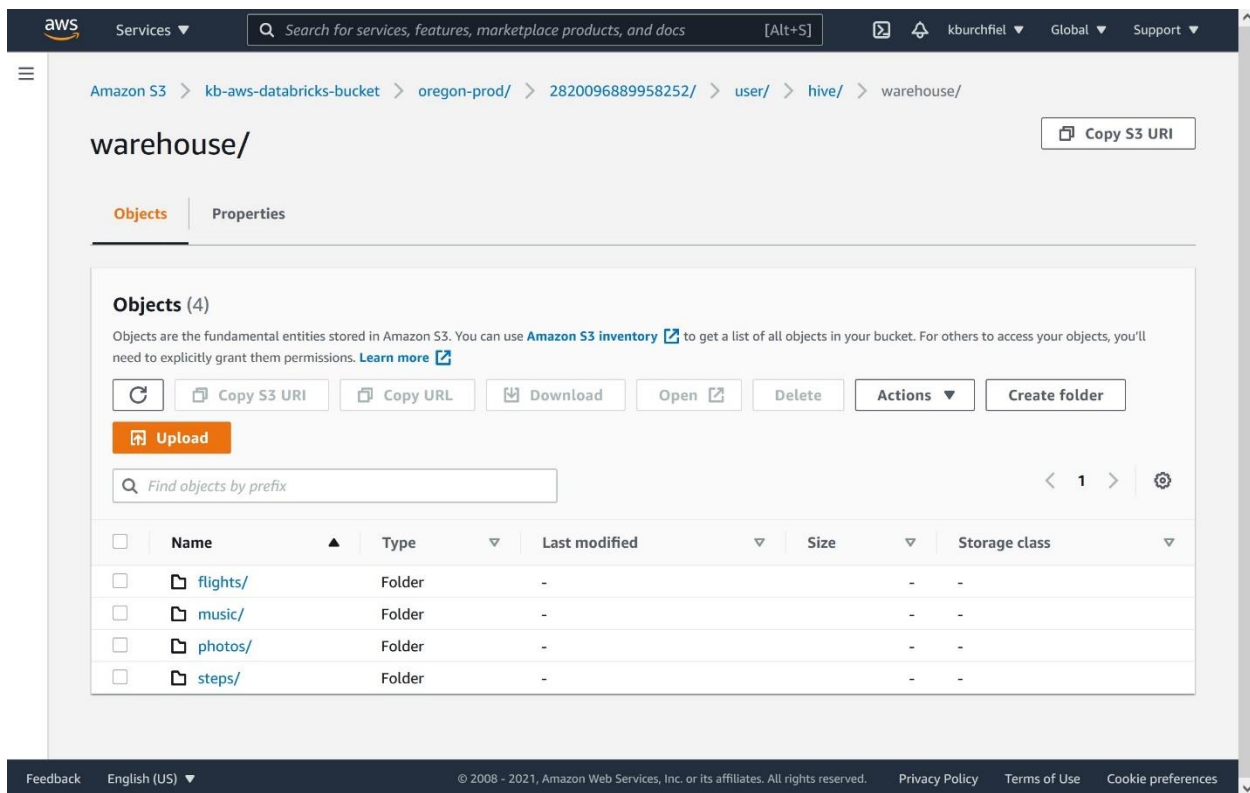 aws Services ▼ Search for services, features, marketplace products, and docs [Alt+S] kburchfiel ▼ Global ▼ Support ▼
Amazon S3 > kb-aws-databricks-bucket > oregon-prod/ > 2820096889958252/ > user/ > hive/ > warehouse/
warehouse/ Copy S3 URI
Objects Properties
Objects (4)
Objects are the fundamental entities stored in Amazon S3. You can use Amazon S3 inventory to get a list of all objects in your bucket. For others to access your objects, you'll
need to explicitly grant them permissions. Learn more
Copy S3 URI Copy URL Download Open Delete Actions ▼ Create folder
Upload
Find objects by prefix < 1 >
Name ▲ Type ▽ Last modified ▽ Size ▽ Storage class ▽
flights/ Folder - - -
music/ Folder - - -
photos/ Folder - - -
steps/ Folder - - -
Feedback English (US) ▼ © 2008 - 2021, Amazon Web Services, Inc. or its affiliates. All rights reserved. Privacy Policy Terms of Use Cookie preferences